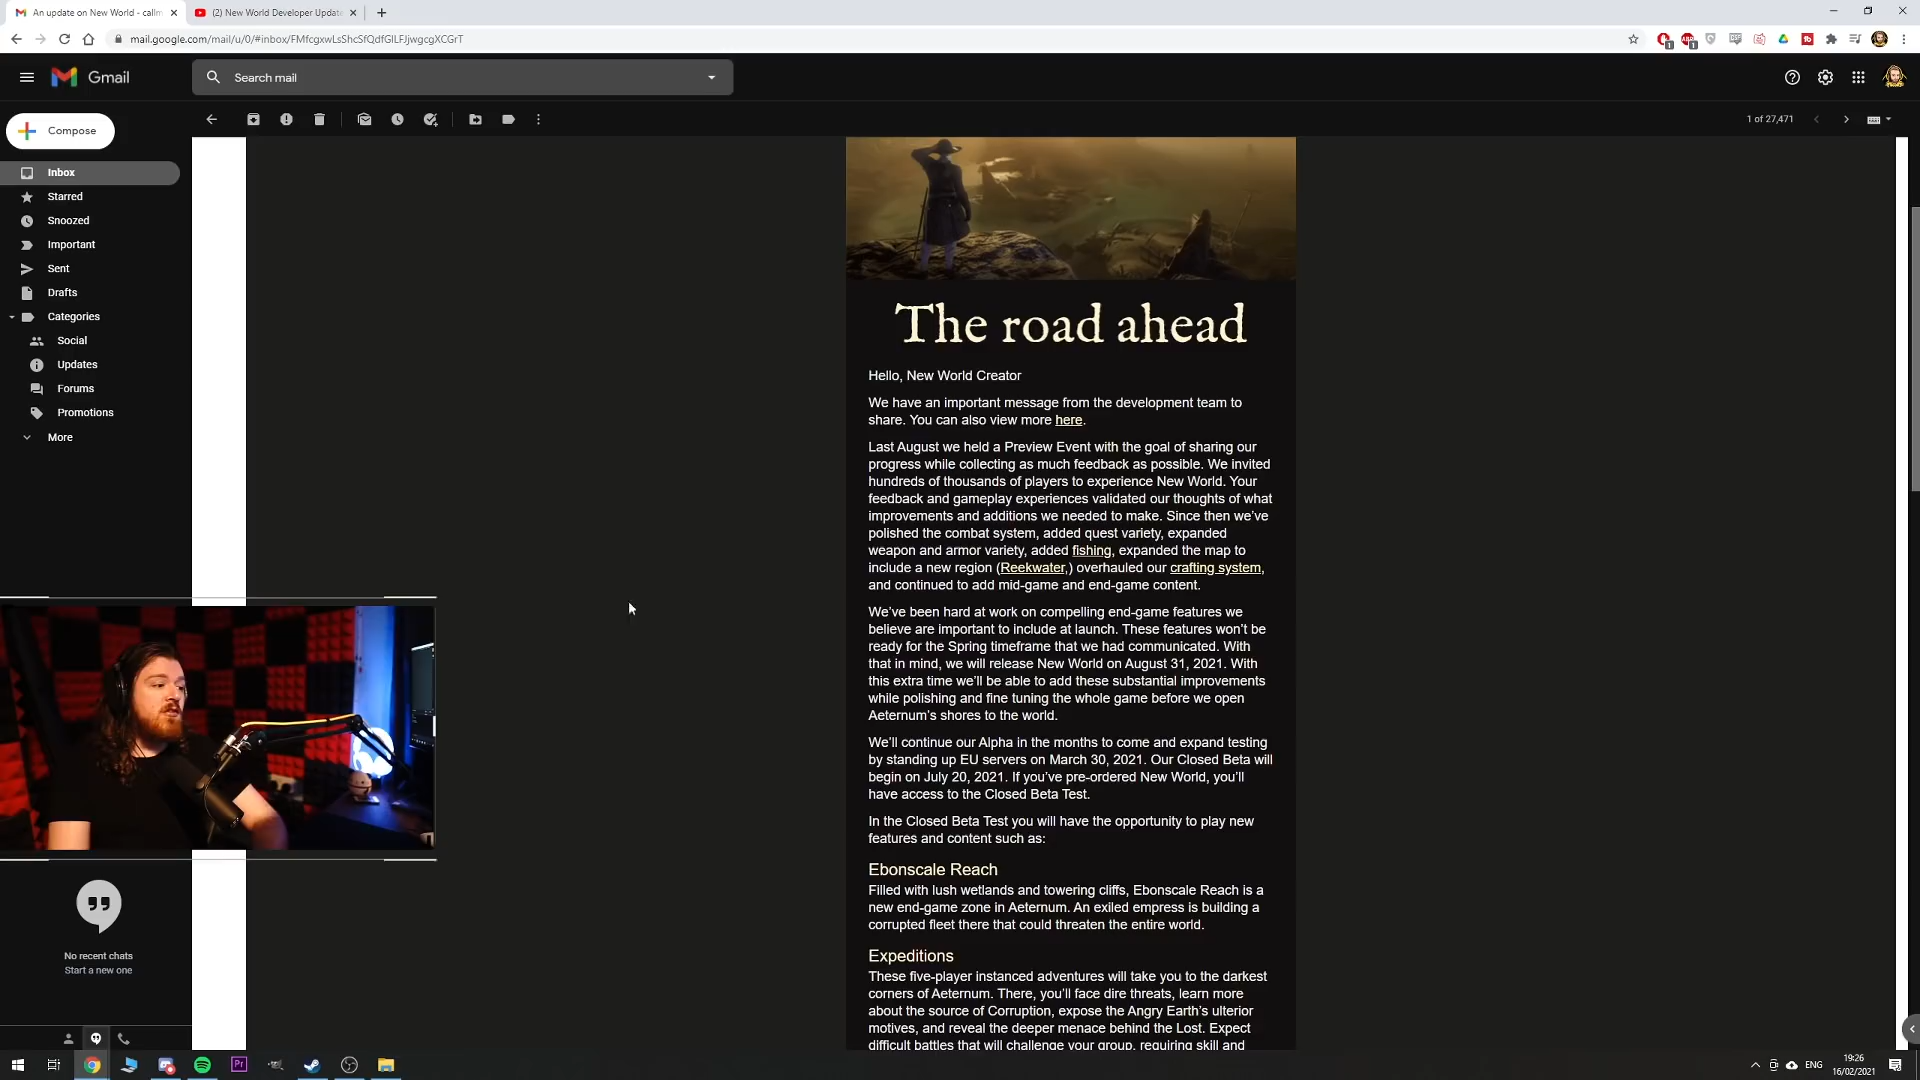 An update on New World - callm
(2) New World Developer Update
mail.google.com/mail/u/0/#inbox/FMfcgxwLsShcSfQdfGlLFJjwgcgXCGrT
Gmail
Search mail
Compose
1 of 27,471
Inbox
Starred
Snoozed
Important
Sent
Drafts
Categories
Social
Updates
Forums
Promotions
More
The road ahead
Hello, New World Creator
We have an important message from the development team to
share. You can also view more here.
Last August we held a Preview Event with the goal of sharing our
progress while collecting as much feedback as possible. We invited
hundreds of thousands of players to experience New World. Your
feedback and gameplay experiences validated our thoughts of what
improvements and additions we needed to make. Since then we’ve
polished the combat system, added quest variety, expanded
weapon and armor variety, added fishing, expanded the map to
include a new region (Reekwater,) overhauled our crafting system,
and continued to add mid-game and end-game content.
We’ve been hard at work on compelling end-game features we
believe are important to include at launch. These features won’t be
ready for the Spring timeframe that we had communicated. With
that in mind, we will release New World on August 31, 2021. With
this extra time we’ll be able to add these substantial improvements
while polishing and fine tuning the whole game before we open
Aeternum’s shores to the world.
We’ll continue our Alpha in the months to come and expand testing
by standing up EU servers on March 30, 2021. Our Closed Beta will
begin on July 20, 2021. If you’ve pre-ordered New World, you’ll
have access to the Closed Beta Test.
In the Closed Beta Test you will have the opportunity to play new
features and content such as:
Ebonscale Reach
Filled with lush wetlands and towering cliffs, Ebonscale Reach is a
new end-game zone in Aeternum. An exiled empress is building a
corrupted fleet there that could threaten the entire world.
Expeditions
These five-player instanced adventures will take you to the darkest
corners of Aeternum. There, you’ll face dire threats, learn more
about the source of Corruption, expose the Angry Earth’s ulterior
motives, and reveal the deeper menace behind the Lost. Expect
difficult battles that will challenge your group, requiring skill and
No recent chats
Start a new one
Pr
ENG
19:26
16/02/2021